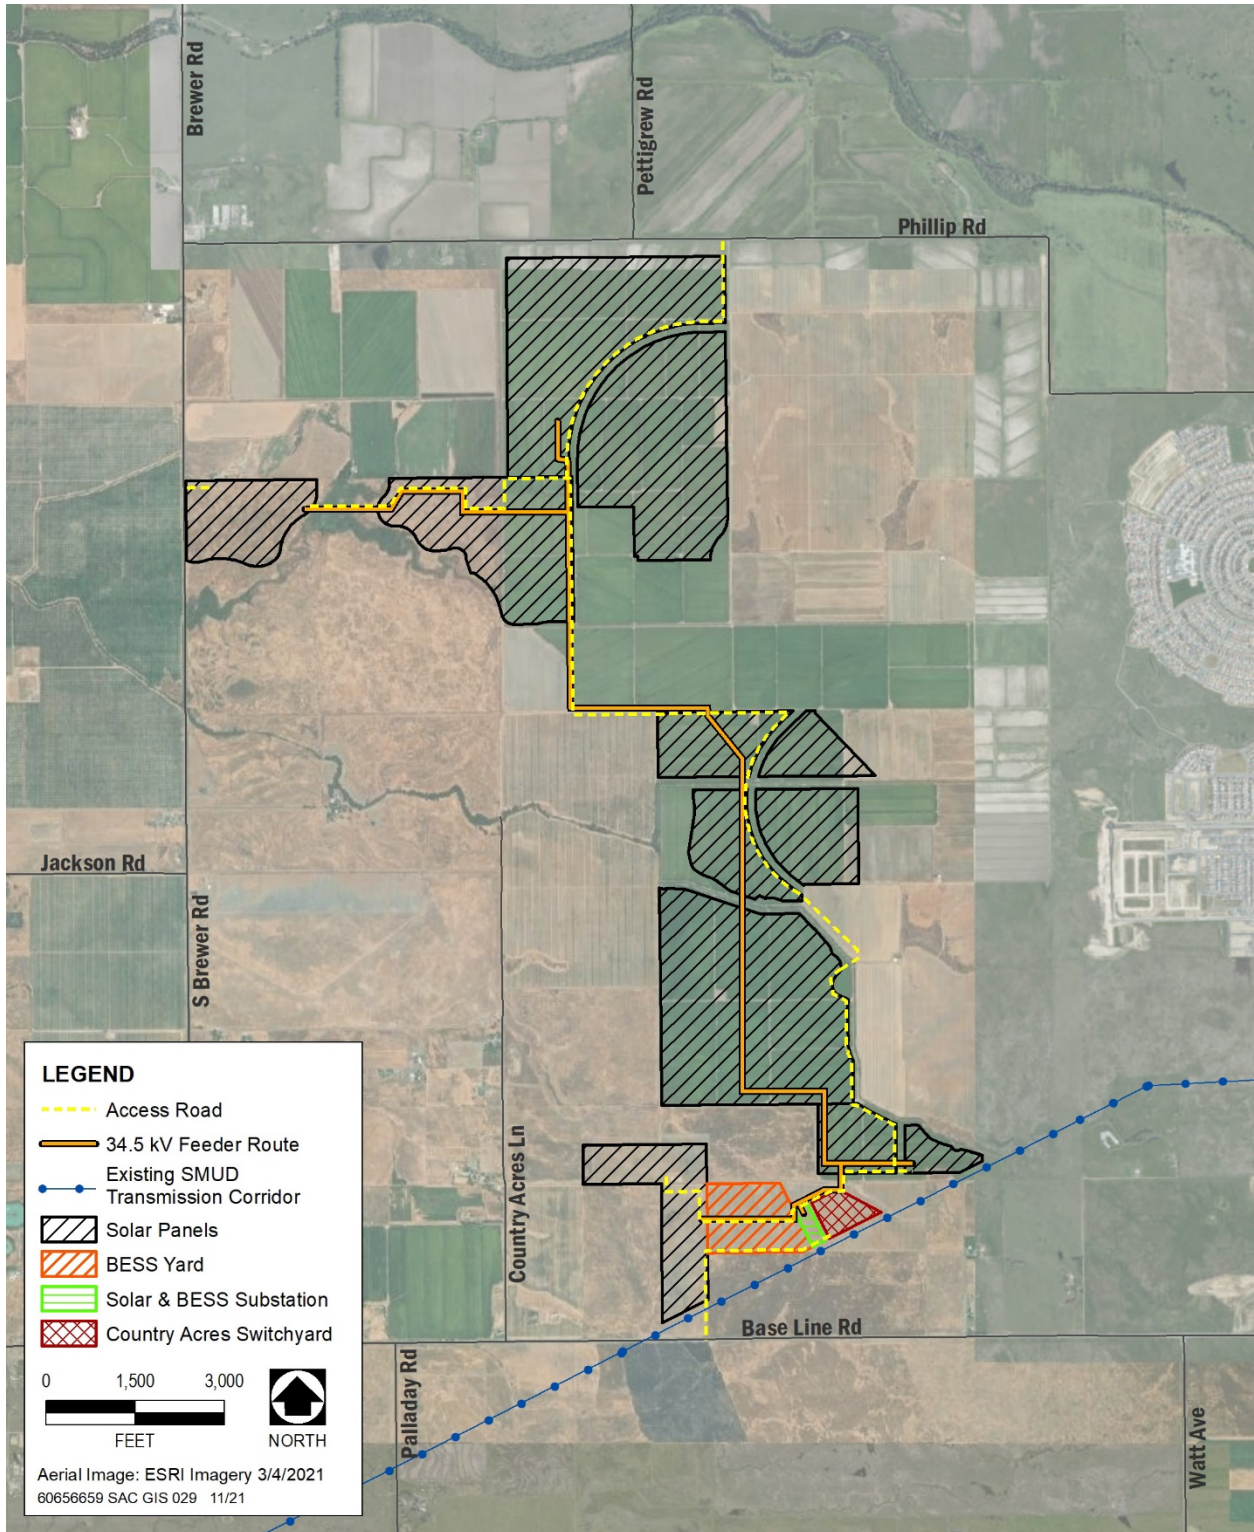 Brewer Rd
Pettigrew Rd
Phillip Rd
Jackson Rd
S Brewer Rd
Country Acres Ln
Base Line Rd
Palladay Rd
Watt Ave
LEGEND
Access Road
34.5 kV Feeder Route
Existing SMUD
Transmission Corridor
Solar Panels
BESS Yard
Solar & BESS Substation
Country Acres Switchyard
0 1,500 3,000
FEET
NORTH
Aerial Image: ESRI Imagery 3/4/2021
60656659 SAC GIS 029 11/21